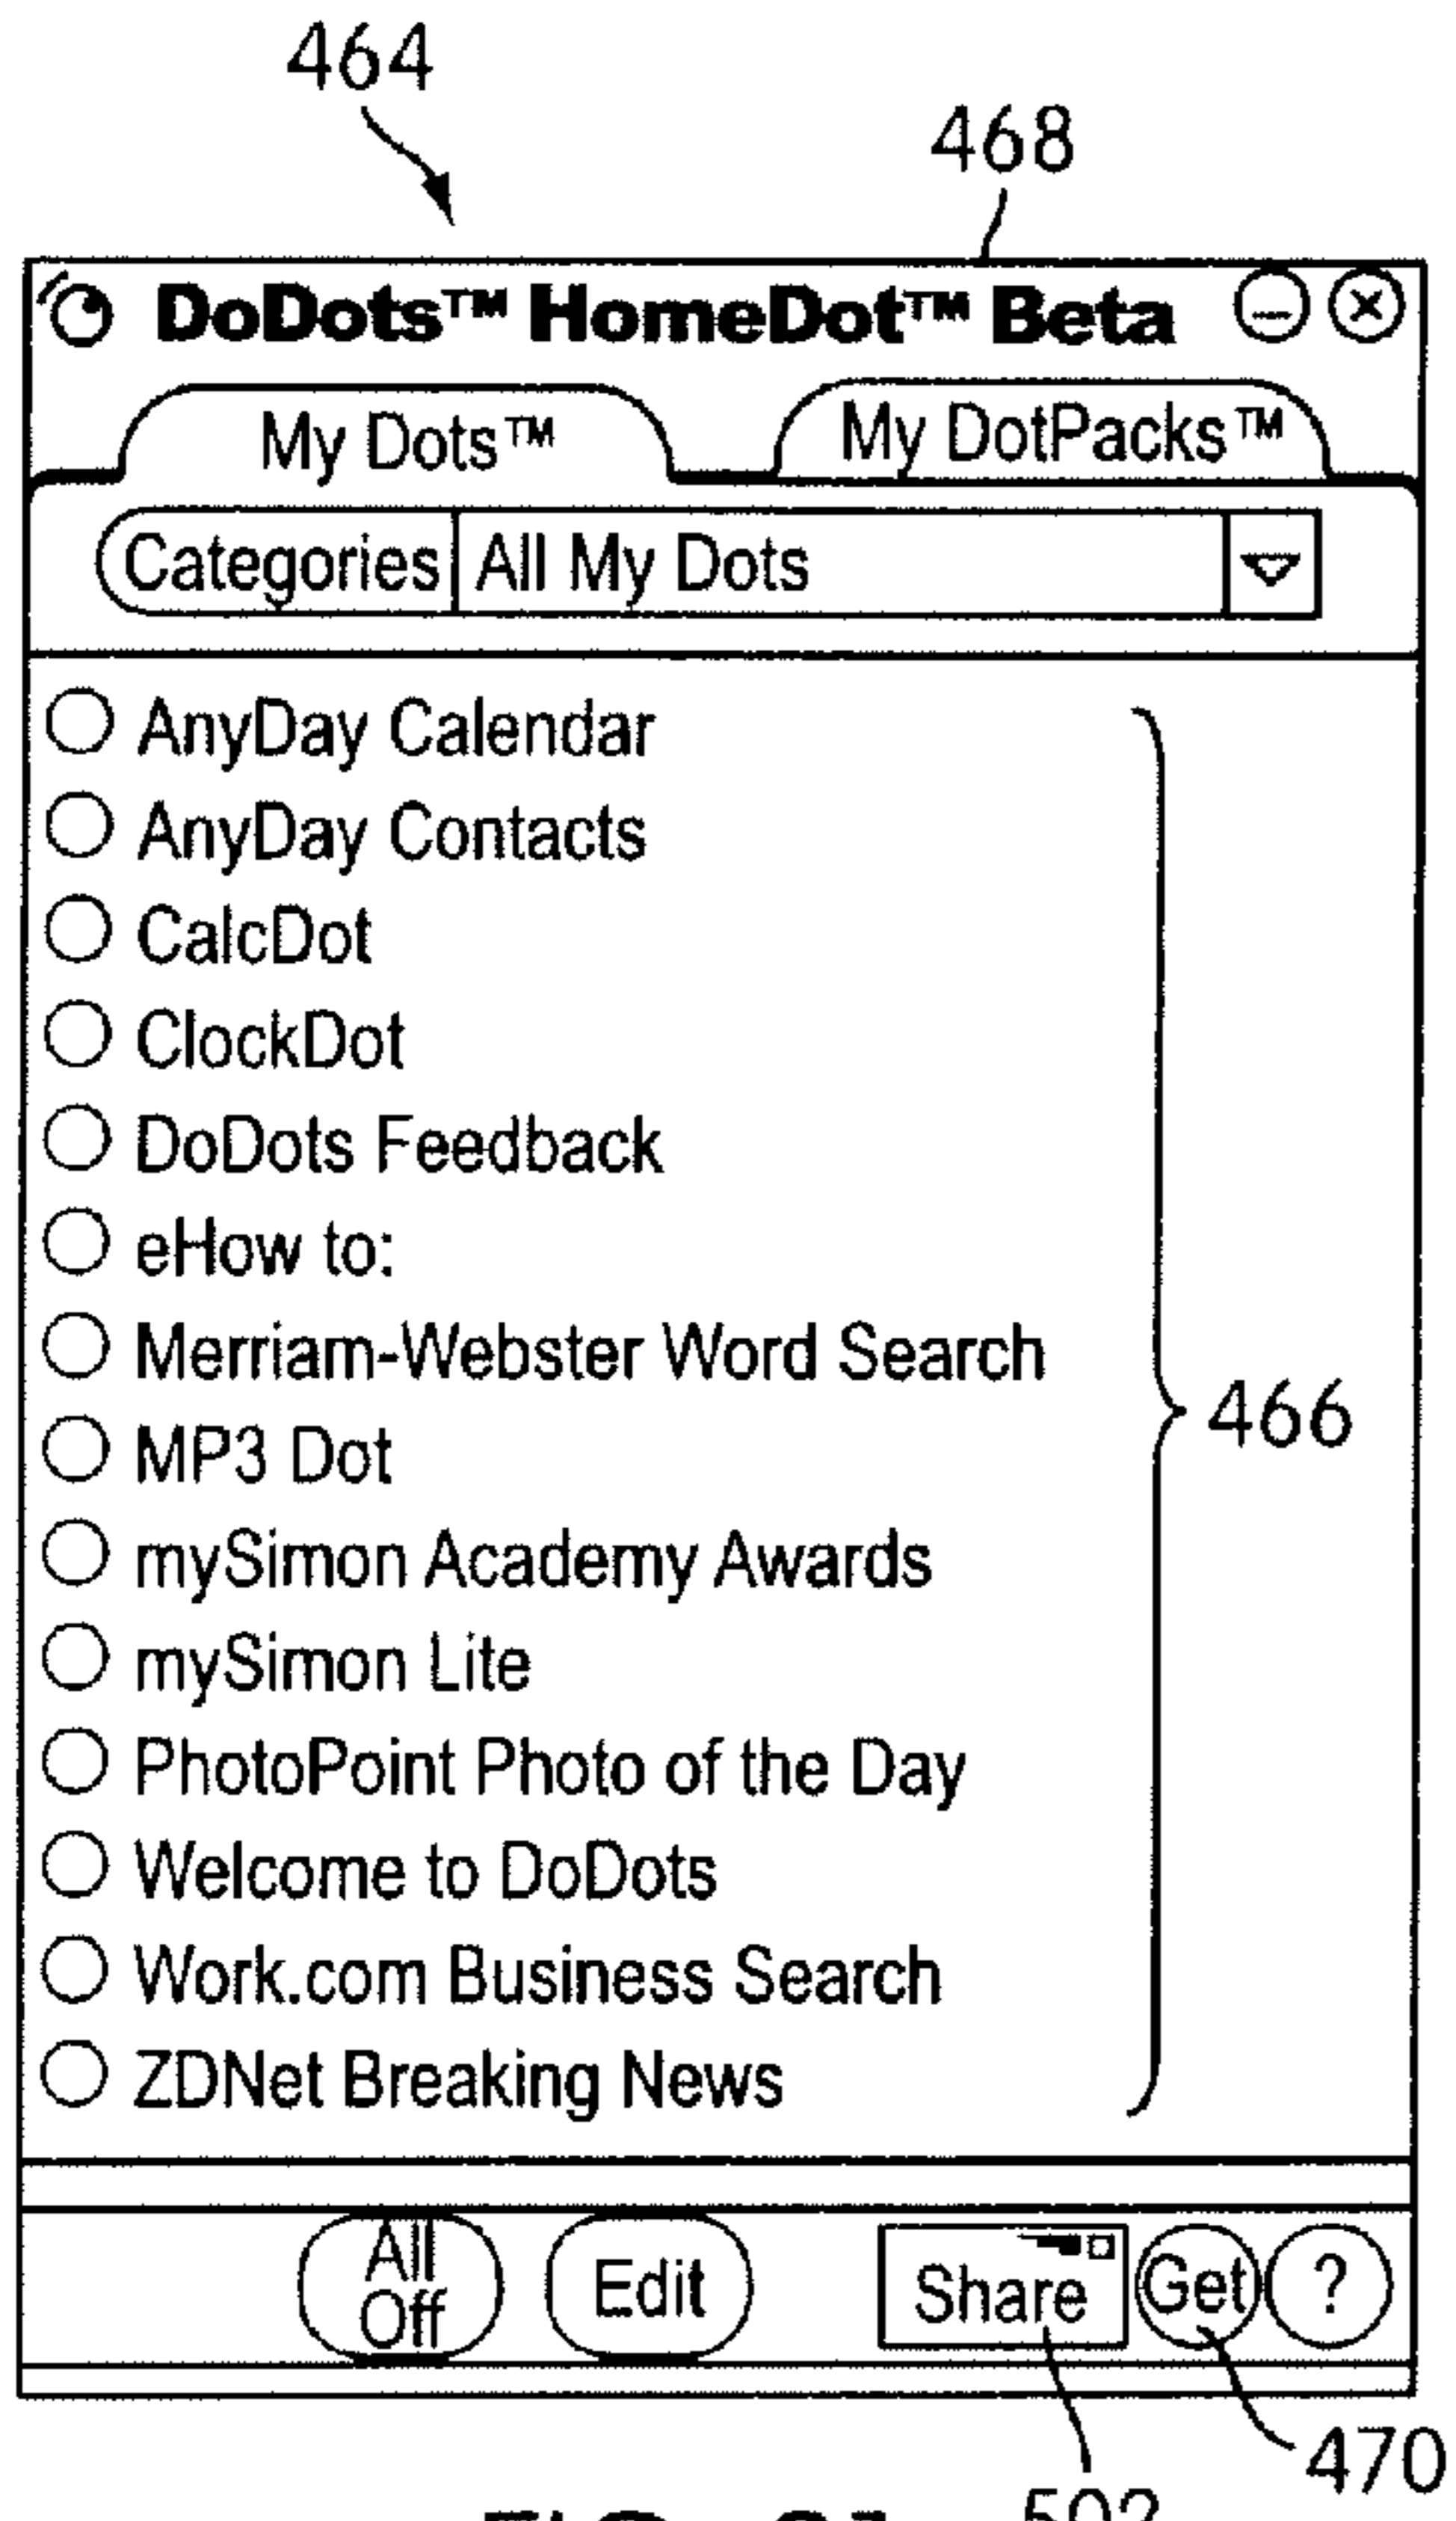 464
468
DoDots™ HomeDot™ Beta
My Dots™
My DotPacks™
Categories
All My Dots
AnyDay Calendar
AnyDay Contacts
CalcDot
ClockDot
DoDots Feedback
eHow to:
Merriam-Webster Word Search
466
MP3 Dot
mySimon Academy Awards
mySimon Lite
PhotoPoint Photo of the Day
Welcome to DoDots
Work.com Business Search
ZDNet Breaking News
All Off
Edit
Share
Get
?
470